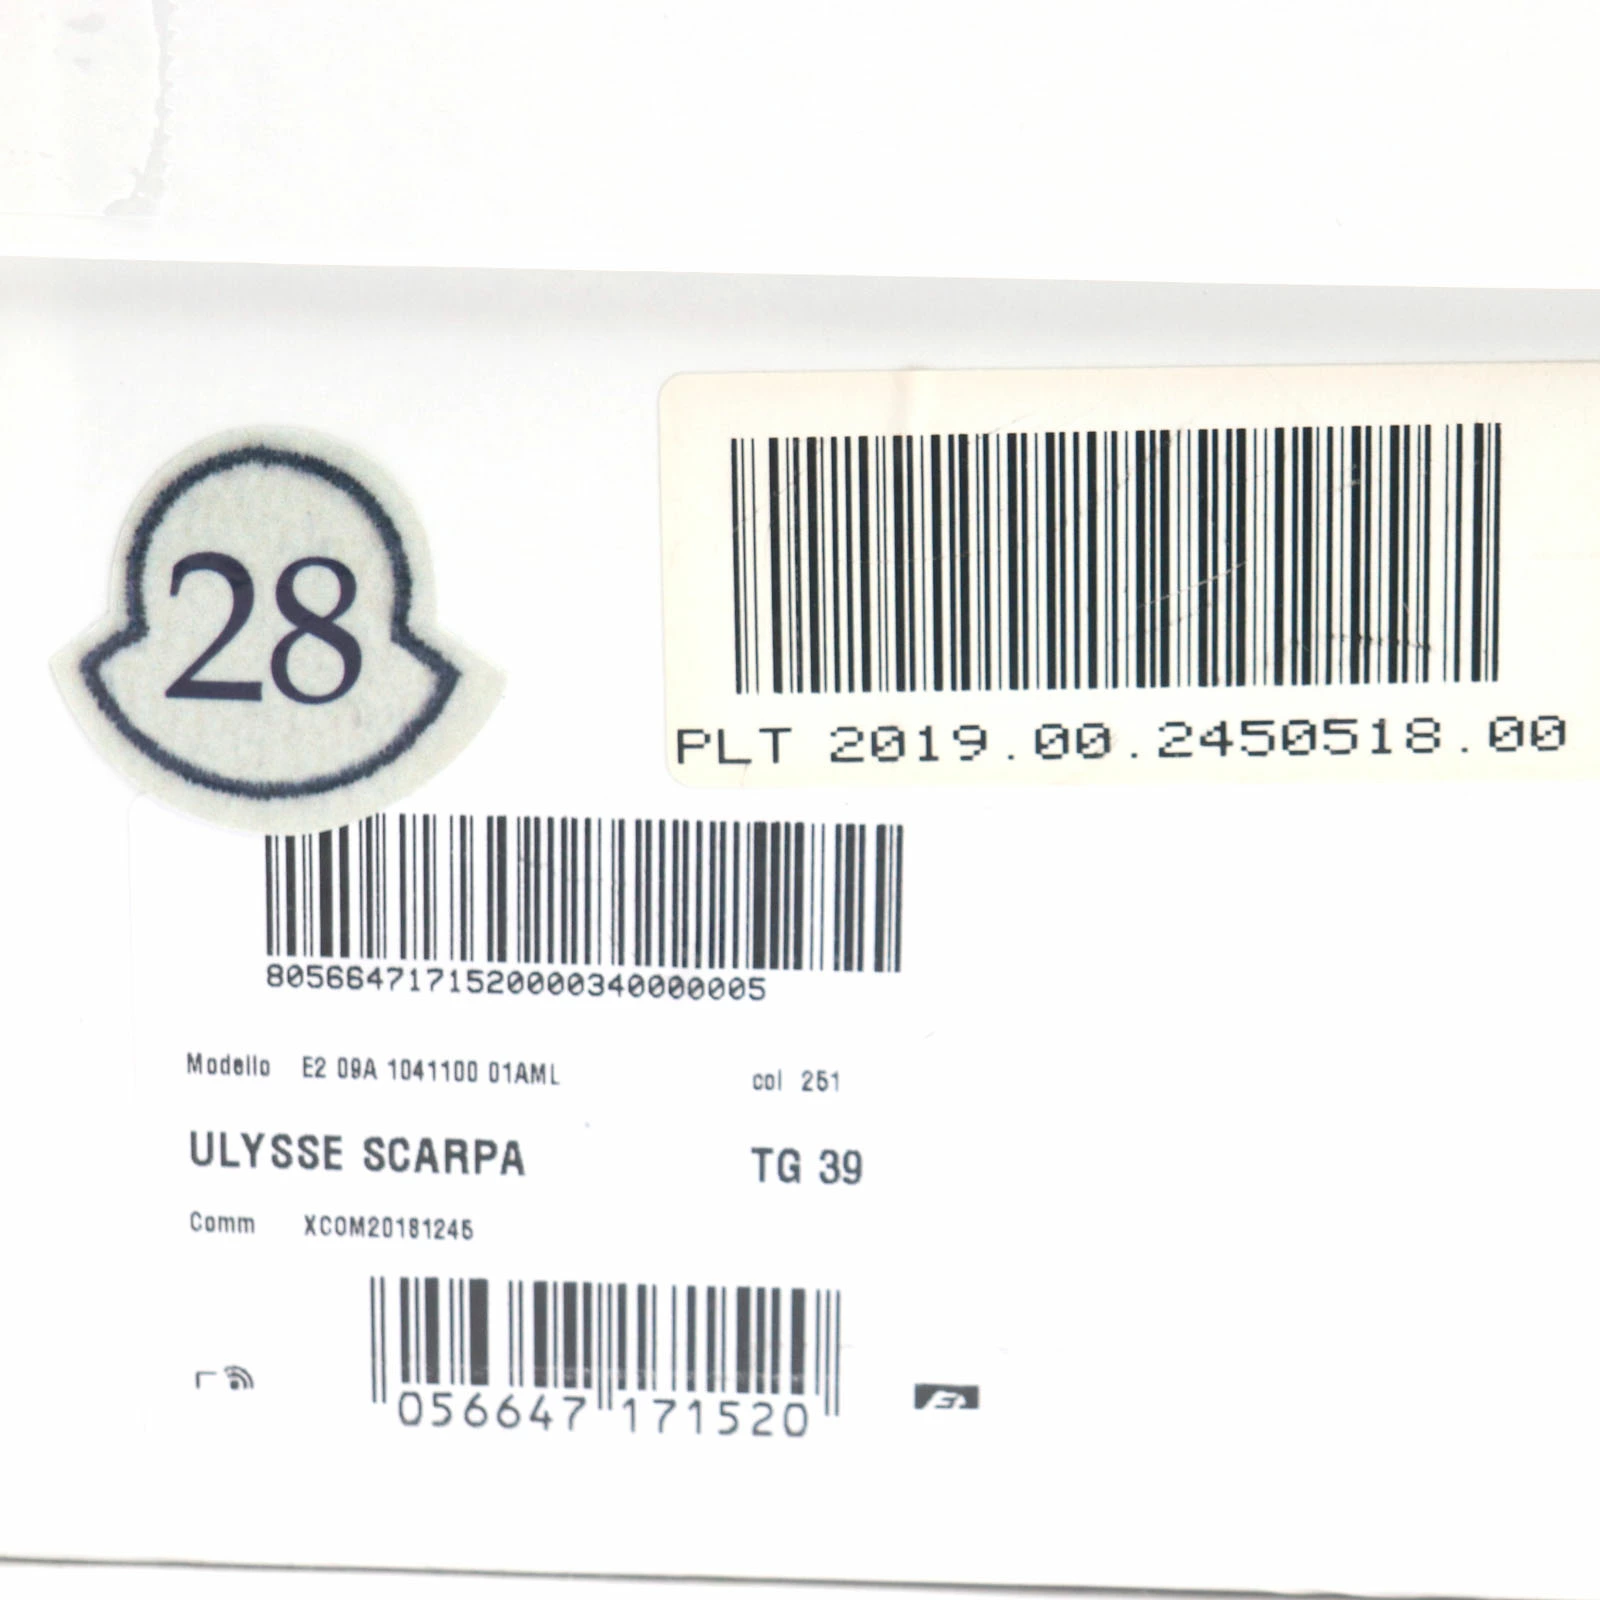 28
PLT 2019.00.2450518.00
8056647171520000340000005
Modello E2 09A 1041100 01AML col 251
ULYSSE SCARPA TG 39
Comm XCOM20181245
056647 171520